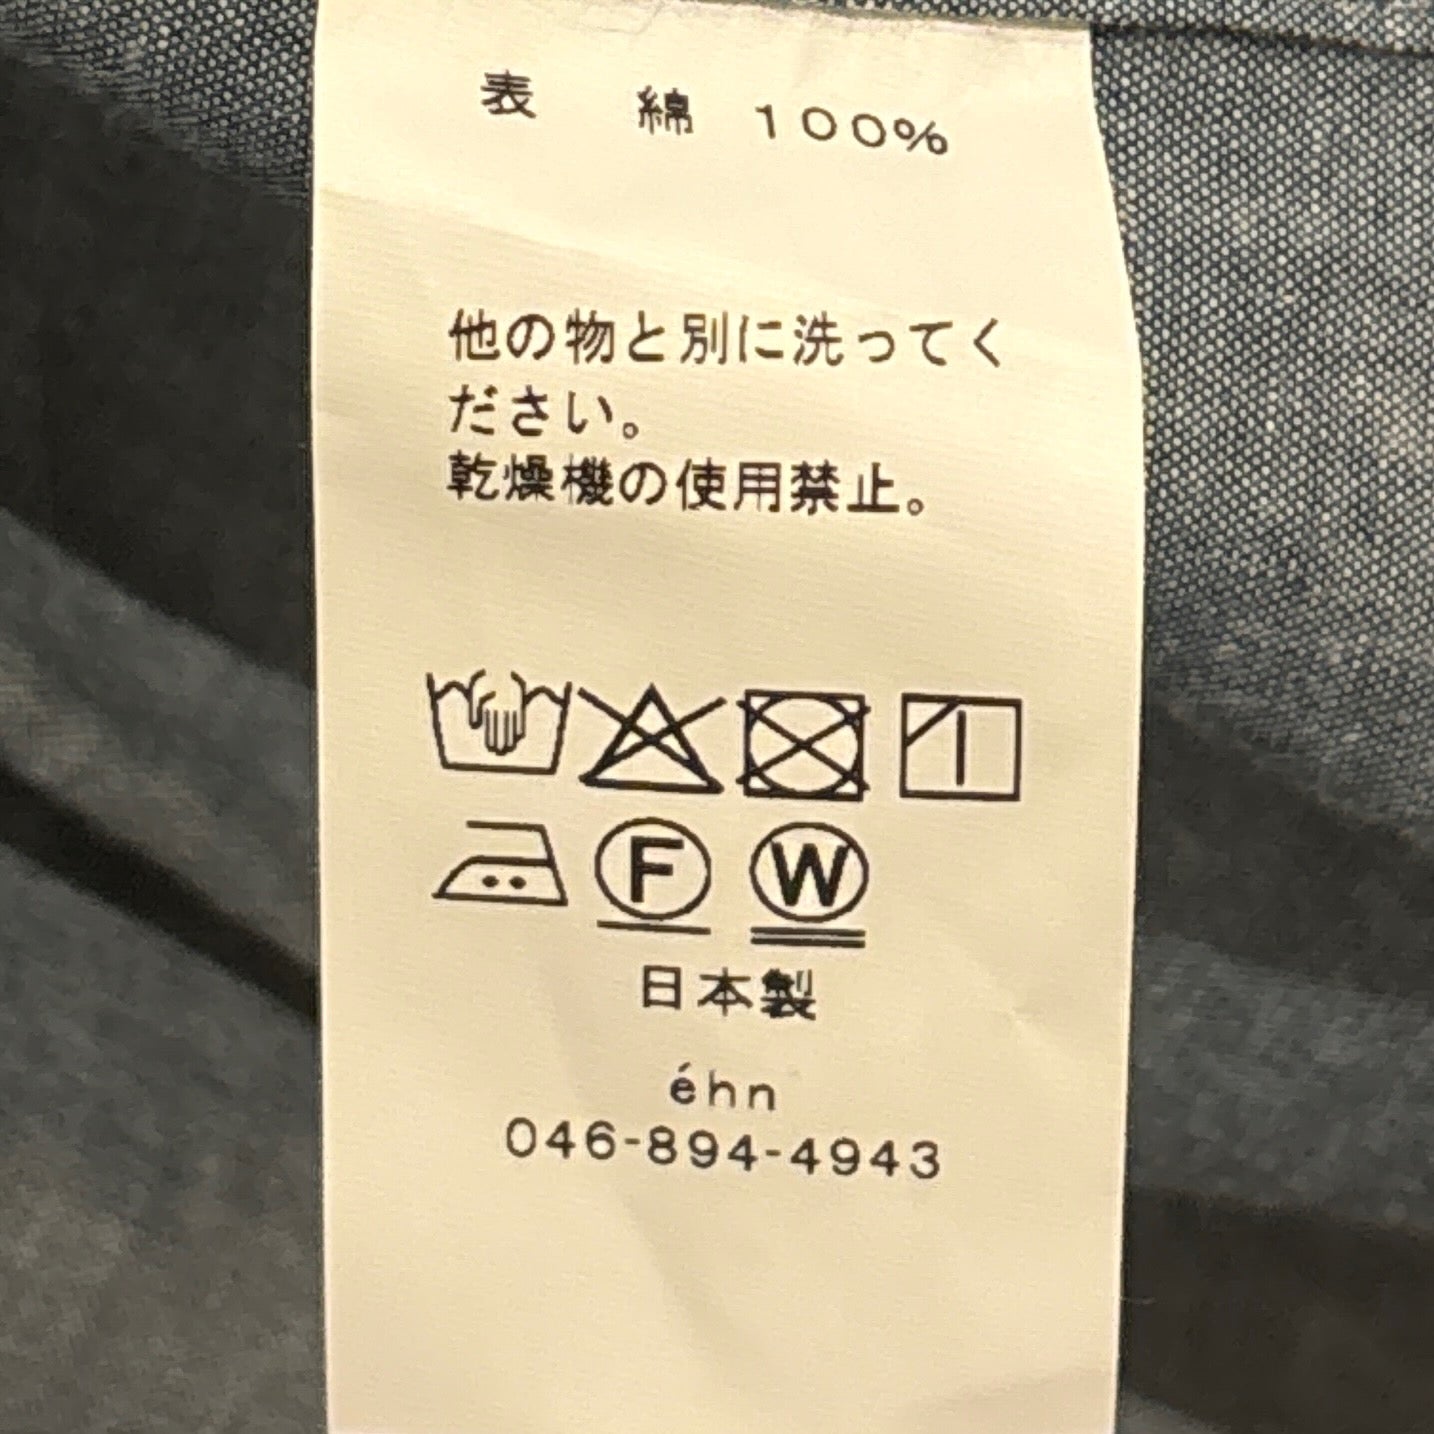 表 綿 100%
他の物と別に洗ってく
ださい。
乾燥機の使用禁止。
F W
日本製
éhn
046-894-4943